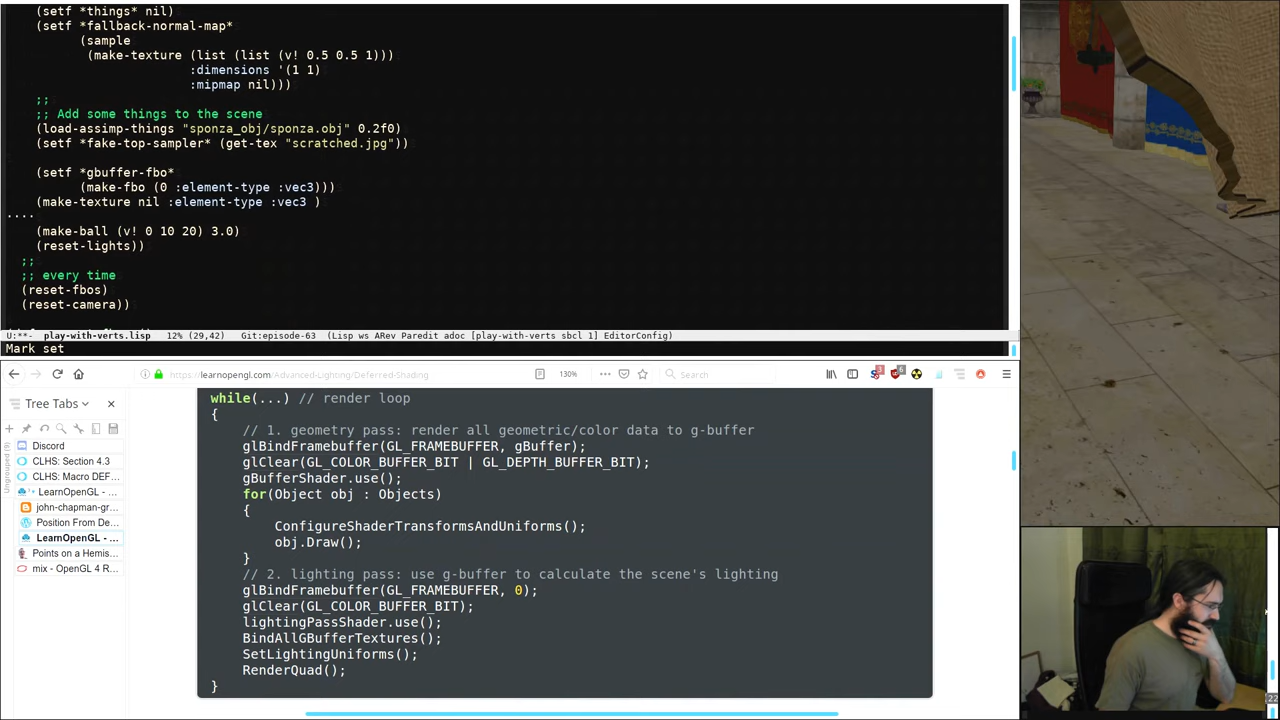 (setf *things* nil)
(setf *fallback-normal-map*
(sample
(make-texture (list (list (v! 0.5 0.5 1)))
:dimensions '(1 1)
:mipmap nil)))
;;
;; Add some things to the scene
(load-assimp-things "sponza_obj/sponza.obj" 0.2f0)
(setf *fake-top-sampler* (get-tex "scratched.jpg"))
(setf *gbuffer-fbo*
(make-fbo (0 :element-type :vec3)))
(make-texture nil :element-type :vec3 )
....
(make-ball (v! 0 10 20) 3.0)
(reset-lights))
;;
;; every time
(reset-fbos)
(reset-camera))
U:**-  play-with-verts.lisp   12% (29,42)   Git:episode-63  (Lisp ws ARev Paredit adoc [play-with-verts sbcl 1] EditorConfig)
Mark set
https://learnopengl.com/Advanced-Lighting/Deferred-Shading
130%
Search
Tree Tabs
Ungrouped (9)
Discord
CLHS: Section 4.3
CLHS: Macro DEF...
LearnOpenGL - ...
john-chapman-gr...
Position From De...
LearnOpenGL - ...
Points on a Hemis...
mix - OpenGL 4 R...
while(...) // render loop
{
// 1. geometry pass: render all geometric/color data to g-buffer
glBindFramebuffer(GL_FRAMEBUFFER, gBuffer);
glClear(GL_COLOR_BUFFER_BIT | GL_DEPTH_BUFFER_BIT);
gBufferShader.use();
for(Object obj : Objects)
{
ConfigureShaderTransformsAndUniforms();
obj.Draw();
}
// 2. lighting pass: use g-buffer to calculate the scene's lighting
glBindFramebuffer(GL_FRAMEBUFFER, 0);
glClear(GL_COLOR_BUFFER_BIT);
lightingPassShader.use();
BindAllGBufferTextures();
SetLightingUniforms();
RenderQuad();
}
22